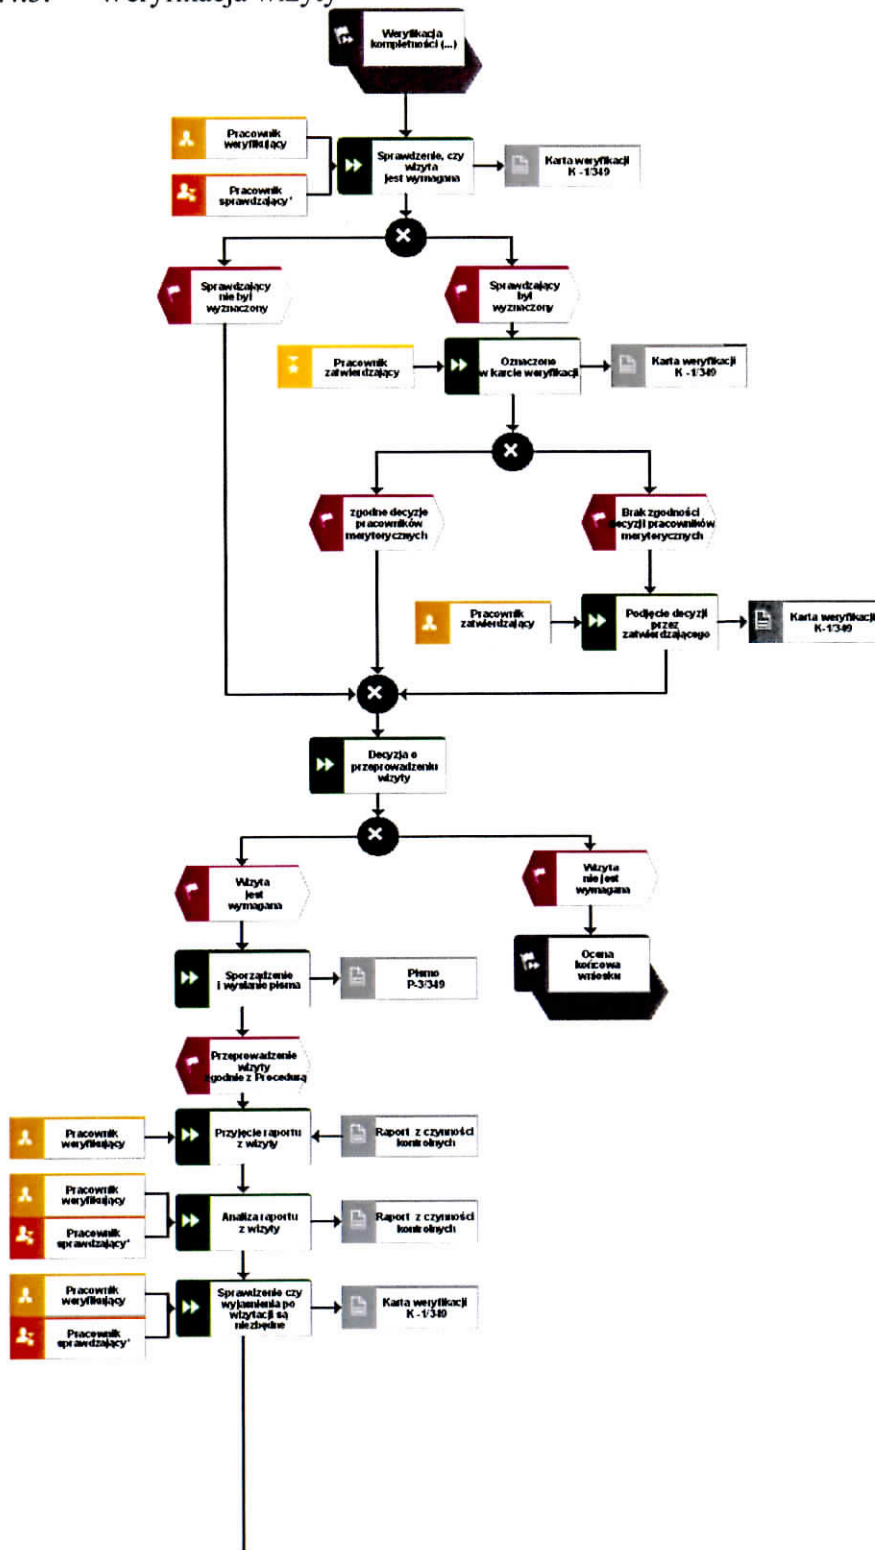 Weryfikacja wizyty
Weryfikacja
kompletności (...)
Pracownik
weryfikujący
Pracownik
sprawdzający*
Sprawdzenie, czy
wizyta
jest wymagana
Karta weryfikacji
K -1/349
Sprawdzający
nie był
wyznaczony
Sprawdzający
był
wyznaczony
Pracownik
zatwierdzający
Oznaczono
w karcie weryfikacji
Karta weryfikacji
K -1/349
zgodne decyzje
pracowników
merytorycznych
Brak zgodności
decyzji pracowników
merytorycznych
Pracownik
zatwierdzający
Podjęcie decyzji
przez
zatwierdzającego
Karta weryfikacji
K-1/349
Decyzja o
przeprowadzeniu
wizyty
Wizyta
jest
wymagana
Wizyta
nie jest
wymagana
Sporządzenie
i wysłanie pisma
Pismo
P-3/349
Ocena
końcowa
wniosku
Przeprowadzenie
wizyty
zgodnie z Procedurą
Pracownik
weryfikujący
Przyjęcie raportu
z wizyty
Raport z czynności
kontrolnych
Pracownik
weryfikujący
Pracownik
sprawdzający*
Analiza raportu
z wizyty
Raport z czynności
kontrolnych
Pracownik
weryfikujący
Pracownik
sprawdzający*
Sprawdzenie czy
wyjaśnienia po
wizytacji są
niezbędne
Karta weryfikacji
K -1/349